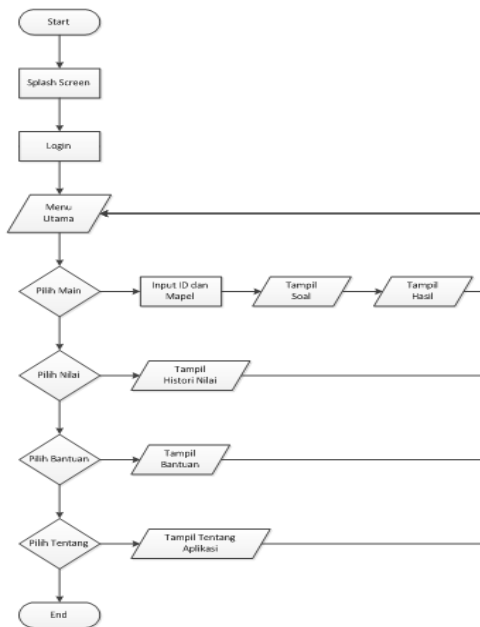 Start
Splash Screen
Login
Menu
Utama
Pilih Main
Input ID dan
Mapel
Tampil
Soal
Tampil
Hasil
Pilih Nilai
Tampil
Histori Nilai
Pilih Bantuan
Tampil
Bantuan
Pilih Tentang
Tampil Tentang
Aplikasi
End